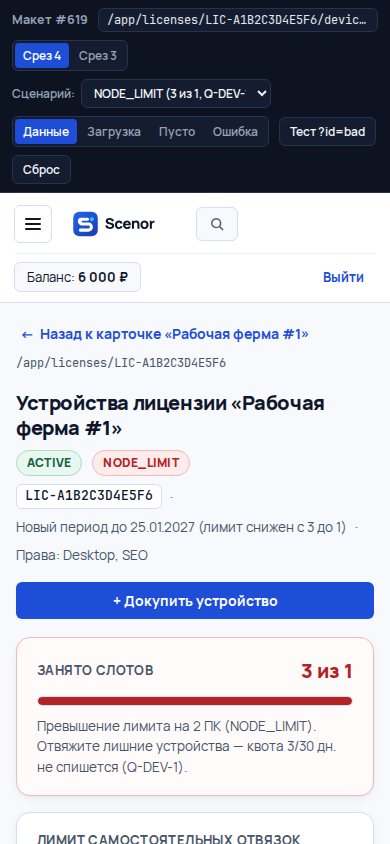 Макет #619 /app/licenses/LIC-A1B2C3D4E5F6/devic…
Срез 4 Срез 3
Сценарий: NODE_LIMIT (3 из 1, Q-DEV-
Данные Загрузка Пусто Ошибка Тест ?id=bad
Сброс
Scenor
Баланс: 6 000 ₽ Выйти
← Назад к карточке «Рабочая ферма #1»
/app/licenses/LIC-A1B2C3D4E5F6
Устройства лицензии «Рабочая
ферма #1»
ACTIVE NODE_LIMIT
LIC-A1B2C3D4E5F6 ·
Новый период до 25.01.2027 (лимит снижен с 3 до 1) ·
Права: Desktop, SEO
+ Докупить устройство
ЗАНЯТО СЛОТОВ 3 из 1
Превышение лимита на 2 ПК (NODE_LIMIT).
Отвяжите лишние устройства — квота 3/30 дн.
не спишется (Q-DEV-1).
ЛИМИТ САМОСТОЯТЕЛЬНЫХ ОТВЯЗОК